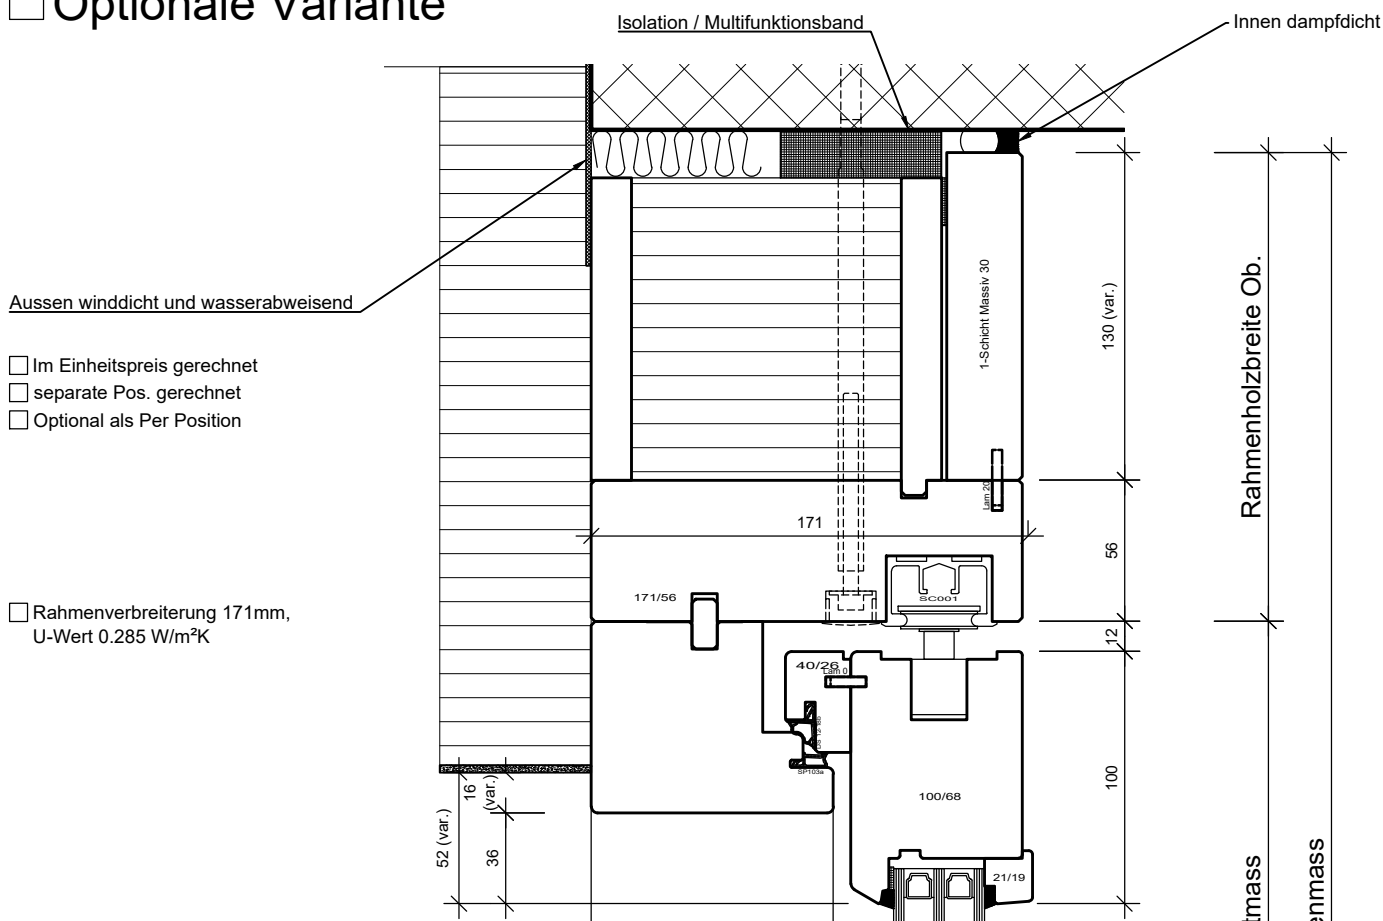 Optionale Variante
Isolation / Multifunktionsband
Innen dampfdicht
Aussen winddicht und wasserabweisend
Im Einheitspreis gerechnet
separate Pos. gerechnet
Optional als Per Position
Rahmenverbreiterung 171mm,
U-Wert 0.285 W/m²K
1-Schicht Massiv 30
130 (var.)
Rahmenholzbreite Ob.
Lam 20
171
56
171/56
SC001
12
40/26
Lam 0
SP103a
100/68
100
16
(var.)
52 (var.)
36
21/19